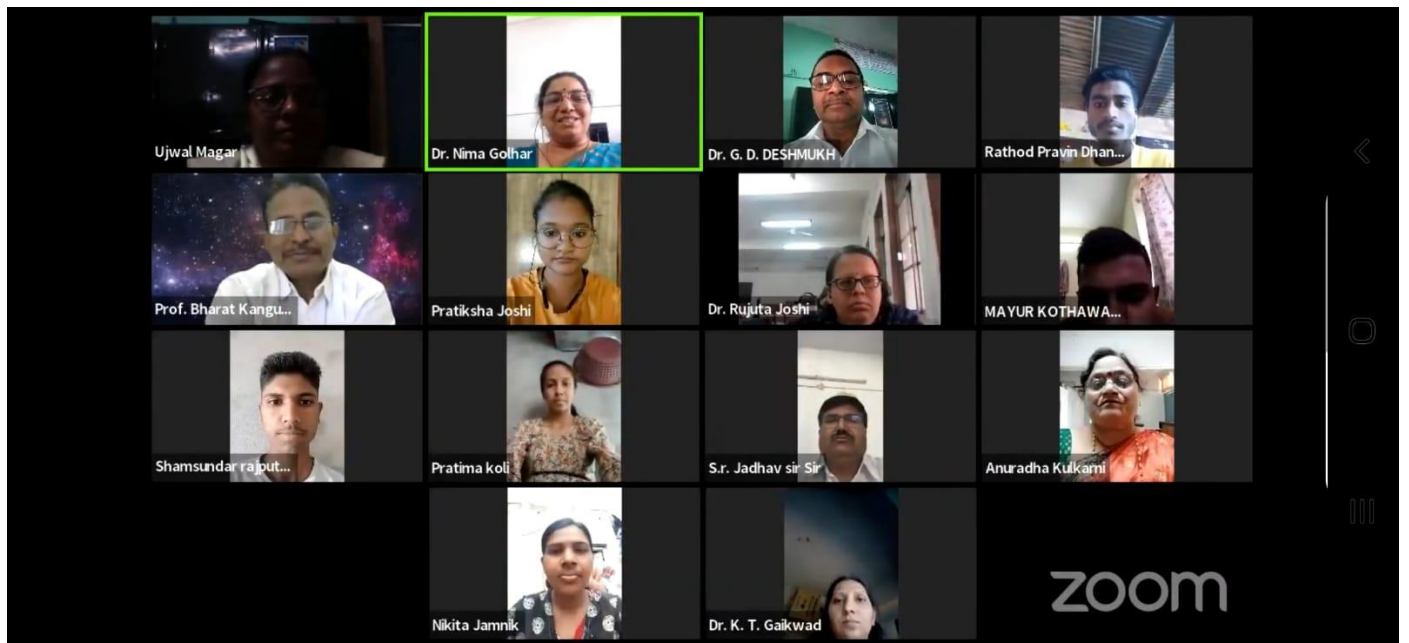 Ujwal Magar
Dr. Nima Golhar
Dr. G. D. DESHMUKH
Rathod Pravin Dhan...
Prof. Bharat Kangu...
Pratiksha Joshi
Dr. Rujuta Joshi
MAYUR KOTHAWA...
Shamsundar rajput...
Pratima koli
S.r. Jadhav sir Sir
Anuradha Kulkarni
Nikita Jamnik
Dr. K. T. Gaikwad
zoom